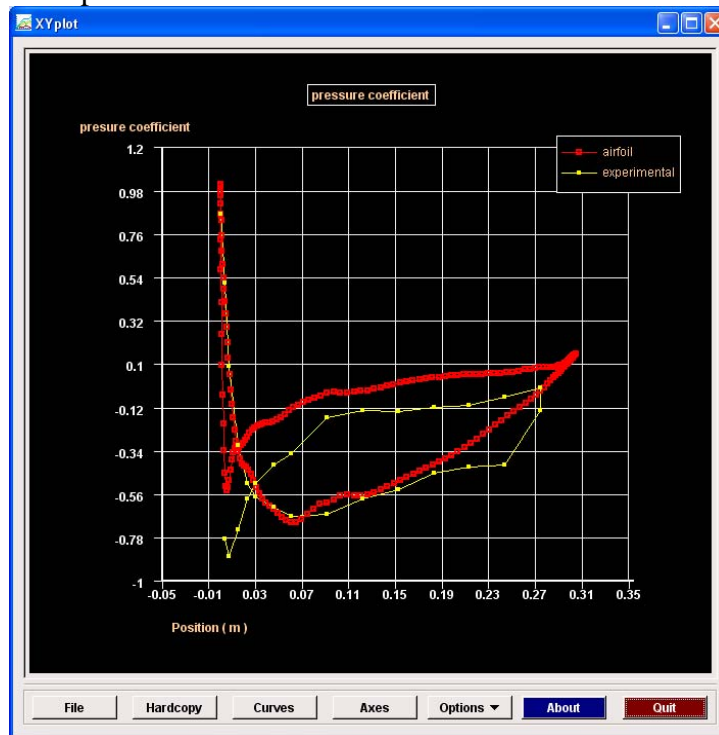 XYplot
pressure coefficient
presure coefficient
airfoil
experimental
1.2
0.98
0.76
0.54
0.32
0.1
-0.12
-0.34
-0.56
-0.78
-1
-0.05 -0.01 0.03 0.07 0.11 0.15 0.19 0.23 0.27 0.31 0.35
Position ( m )
File Hardcopy Curves Axes Options About Quit